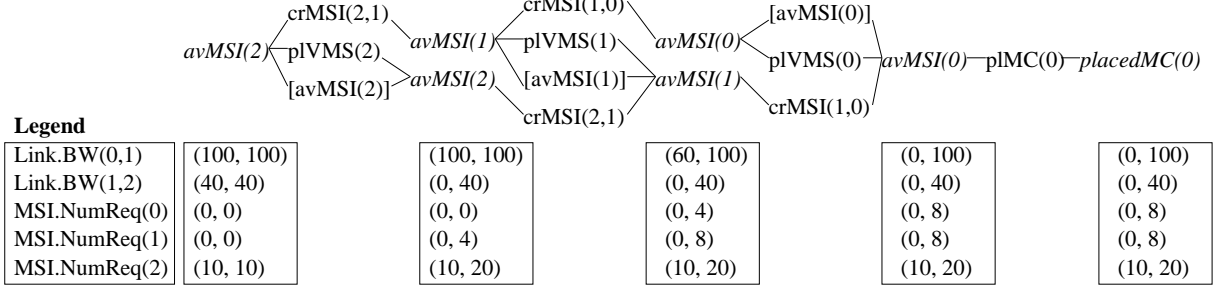 crMSI(2,1) crMSI(1,0) [avMSI(0)]
avMSI(2) plVMS(2) avMSI(1) plVMS(1) avMSI(0) plVMS(0) avMSI(0) plMC(0) placedMC(0)
[avMSI(2)] avMSI(2) [avMSI(1)] avMSI(1) crMSI(1,0)
crMSI(2,1)
Legend
Link.BW(0,1) (100, 100) (100, 100) (60, 100) (0, 100) (0, 100)
Link.BW(1,2) (40, 40) (0, 40) (0, 40) (0, 40) (0, 40)
MSI.NumReq(0) (0, 0) (0, 0) (0, 4) (0, 8) (0, 8)
MSI.NumReq(1) (0, 0) (0, 4) (0, 8) (0, 8) (0, 8)
MSI.NumReq(2) (10, 10) (10, 20) (10, 20) (10, 20) (10, 20)